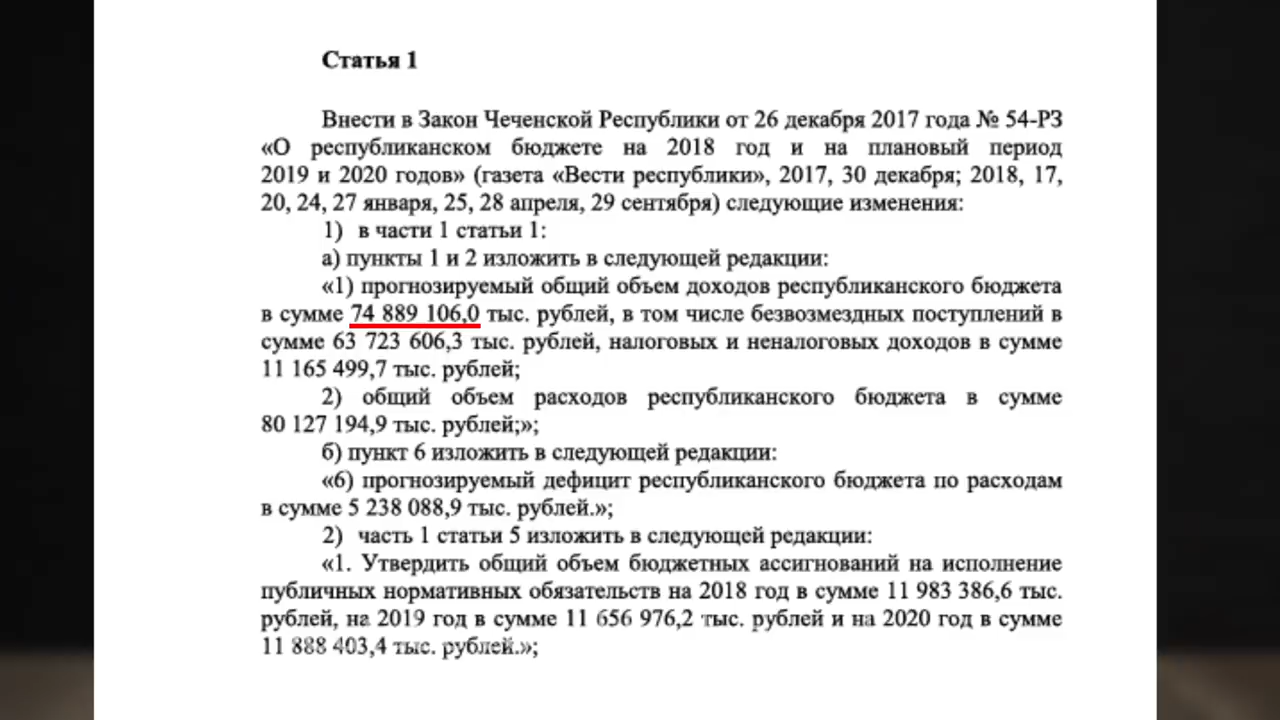 Статья 1
Внести в Закон Чеченской Республики от 26 декабря 2017 года № 54-РЗ
«О республиканском бюджете на 2018 год и на плановый период
2019 и 2020 годов» (газета «Вести республики», 2017, 30 декабря; 2018, 17,
20, 24, 27 января, 25, 28 апреля, 29 сентября) следующие изменения:
1) в части 1 статьи 1:
а) пункты 1 и 2 изложить в следующей редакции:
«1) прогнозируемый общий объем доходов республиканского бюджета
в сумме 74 889 106,0 тыс. рублей, в том числе безвозмездных поступлений в
сумме 63 723 606,3 тыс. рублей, налоговых и неналоговых доходов в сумме
11 165 499,7 тыс. рублей;
2) общий объем расходов республиканского бюджета в сумме
80 127 194,9 тыс. рублей;»;
б) пункт 6 изложить в следующей редакции:
«6) прогнозируемый дефицит республиканского бюджета по расходам
в сумме 5 238 088,9 тыс. рублей.»;
2) часть 1 статьи 5 изложить в следующей редакции:
«1. Утвердить общий объем бюджетных ассигнований на исполнение
публичных нормативных обязательств на 2018 год в сумме 11 983 386,6 тыс.
рублей, на 2019 год в сумме 11 656 976,2 тыс. рублей и на 2020 год в сумме
11 888 403,4 тыс. рублей.»;